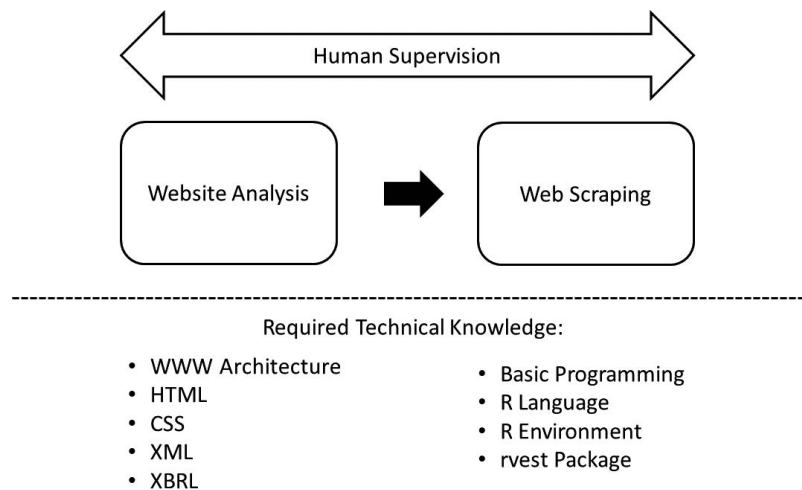 Human Supervision
Website Analysis
Web Scraping
Required Technical Knowledge:
• WWW Architecture
• HTML
• CSS
• XML
• XBRL
• Basic Programming
• R Language
• R Environment
• rvest Package